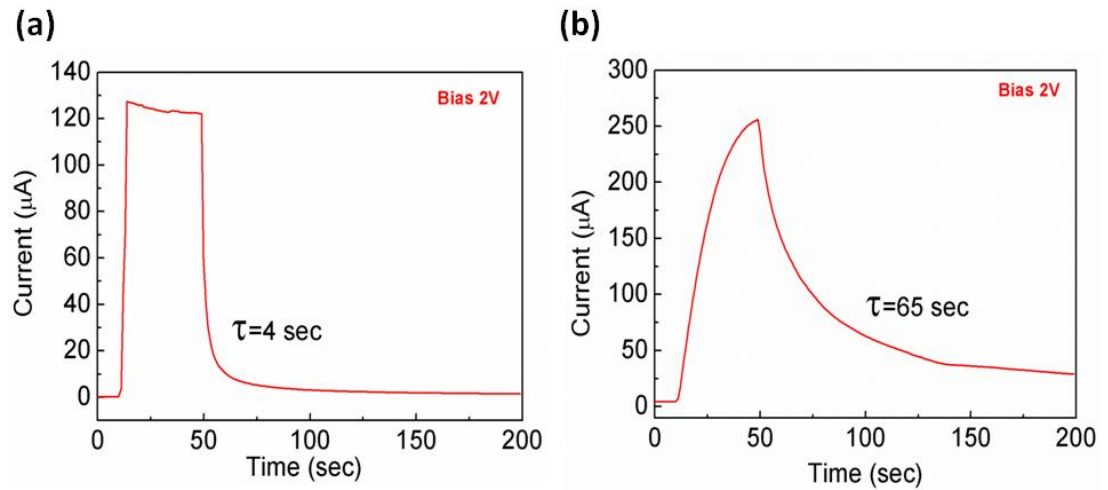 (a)
140
120
100
80
60
40
20
0
Current (μA)
Bias 2V
τ=4 sec
0 50 100 150 200
Time (sec)
(b)
300
250
200
150
100
50
0
Current (μA)
Bias 2V
τ=65 sec
0 50 100 150 200
Time (sec)